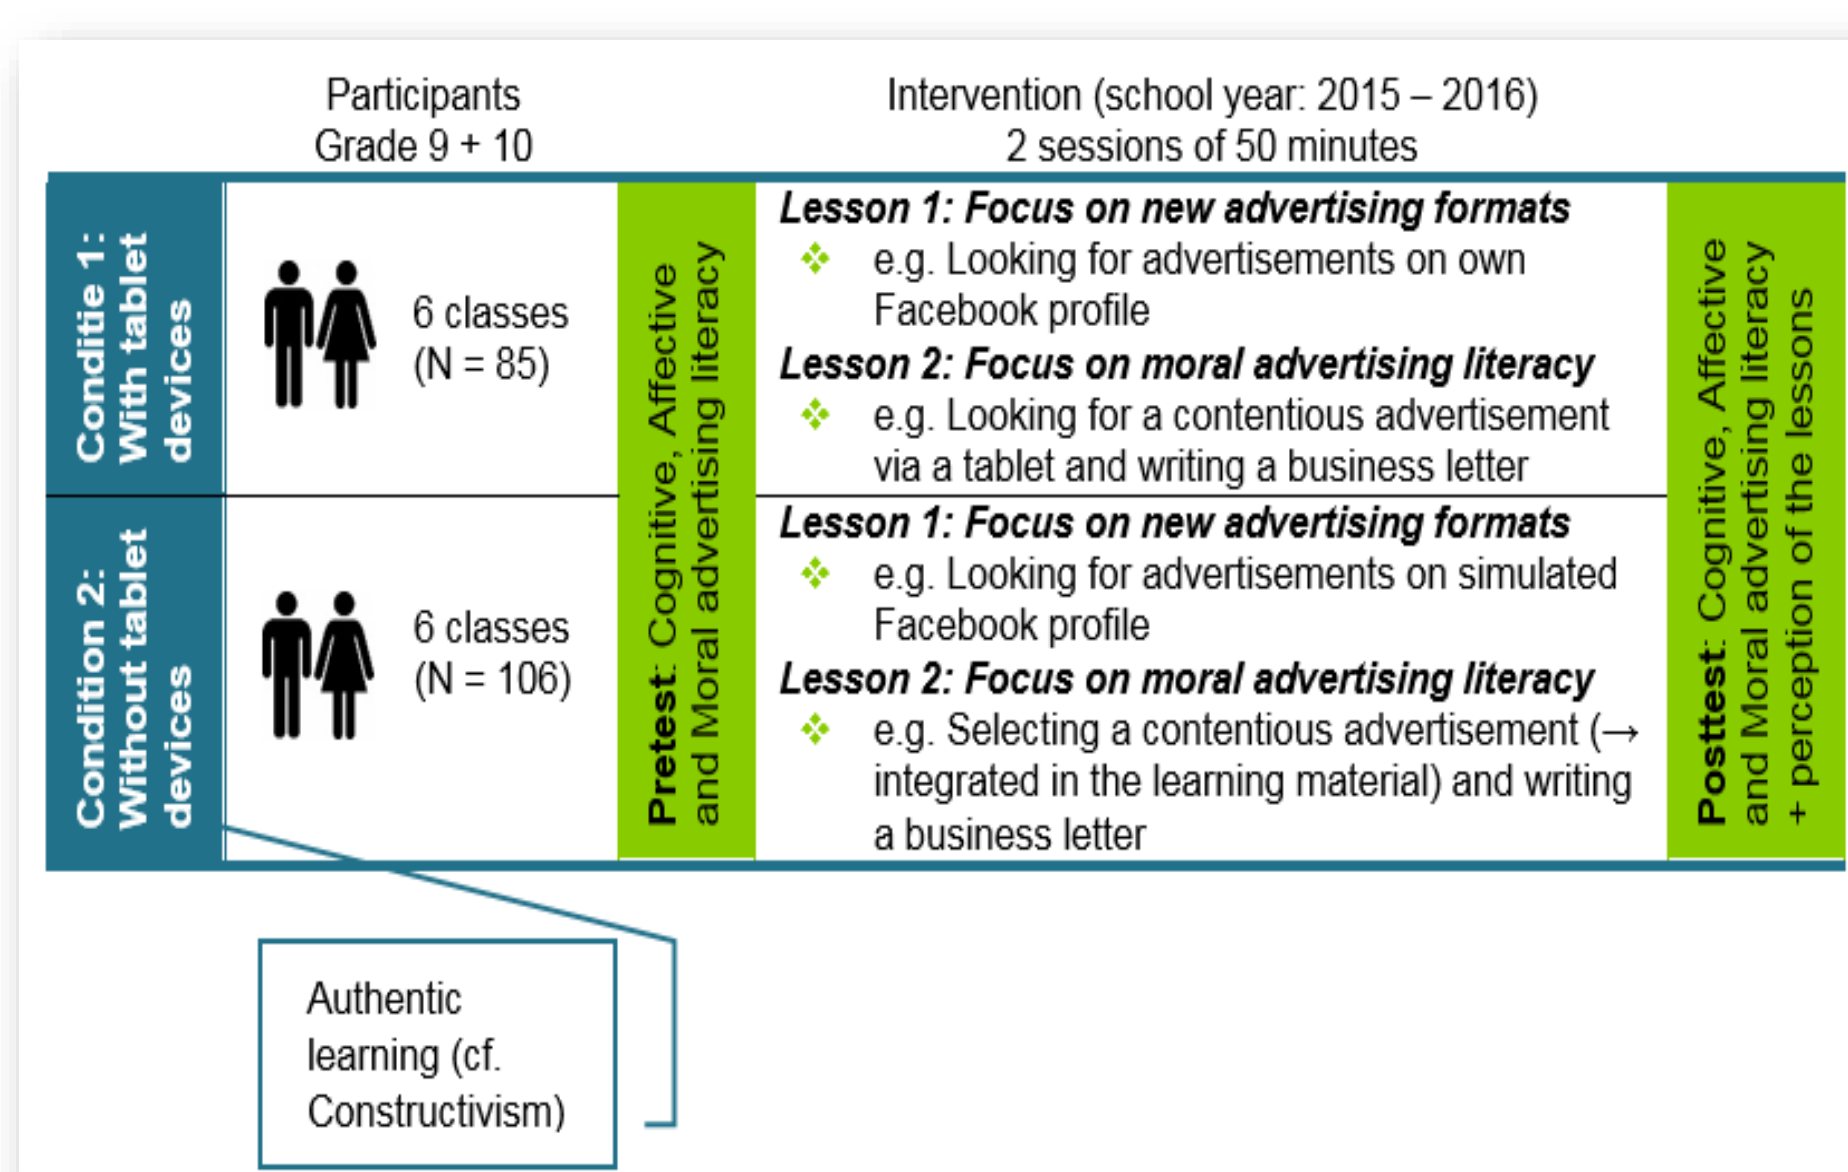 Participants
Grade 9 + 10
Intervention (school year: 2015 – 2016)
2 sessions of 50 minutes
Conditie 1:
With tablet
devices
6 classes
(N = 85)
Pretest: Cognitive, Affective
and Moral advertising literacy
Lesson 1: Focus on new advertising formats
❖ e.g. Looking for advertisements on own
Facebook profile
Lesson 2: Focus on moral advertising literacy
❖ e.g. Looking for a contentious advertisement
via a tablet and writing a business letter
Posttest: Cognitive, Affective
and Moral advertising literacy
+ perception of the lessons
Condition 2:
Without tablet
devices
6 classes
(N = 106)
Lesson 1: Focus on new advertising formats
❖ e.g. Looking for advertisements on simulated
Facebook profile
Lesson 2: Focus on moral advertising literacy
❖ e.g. Selecting a contentious advertisement (→
integrated in the learning material) and writing
a business letter
Authentic
learning (cf.
Constructivism)